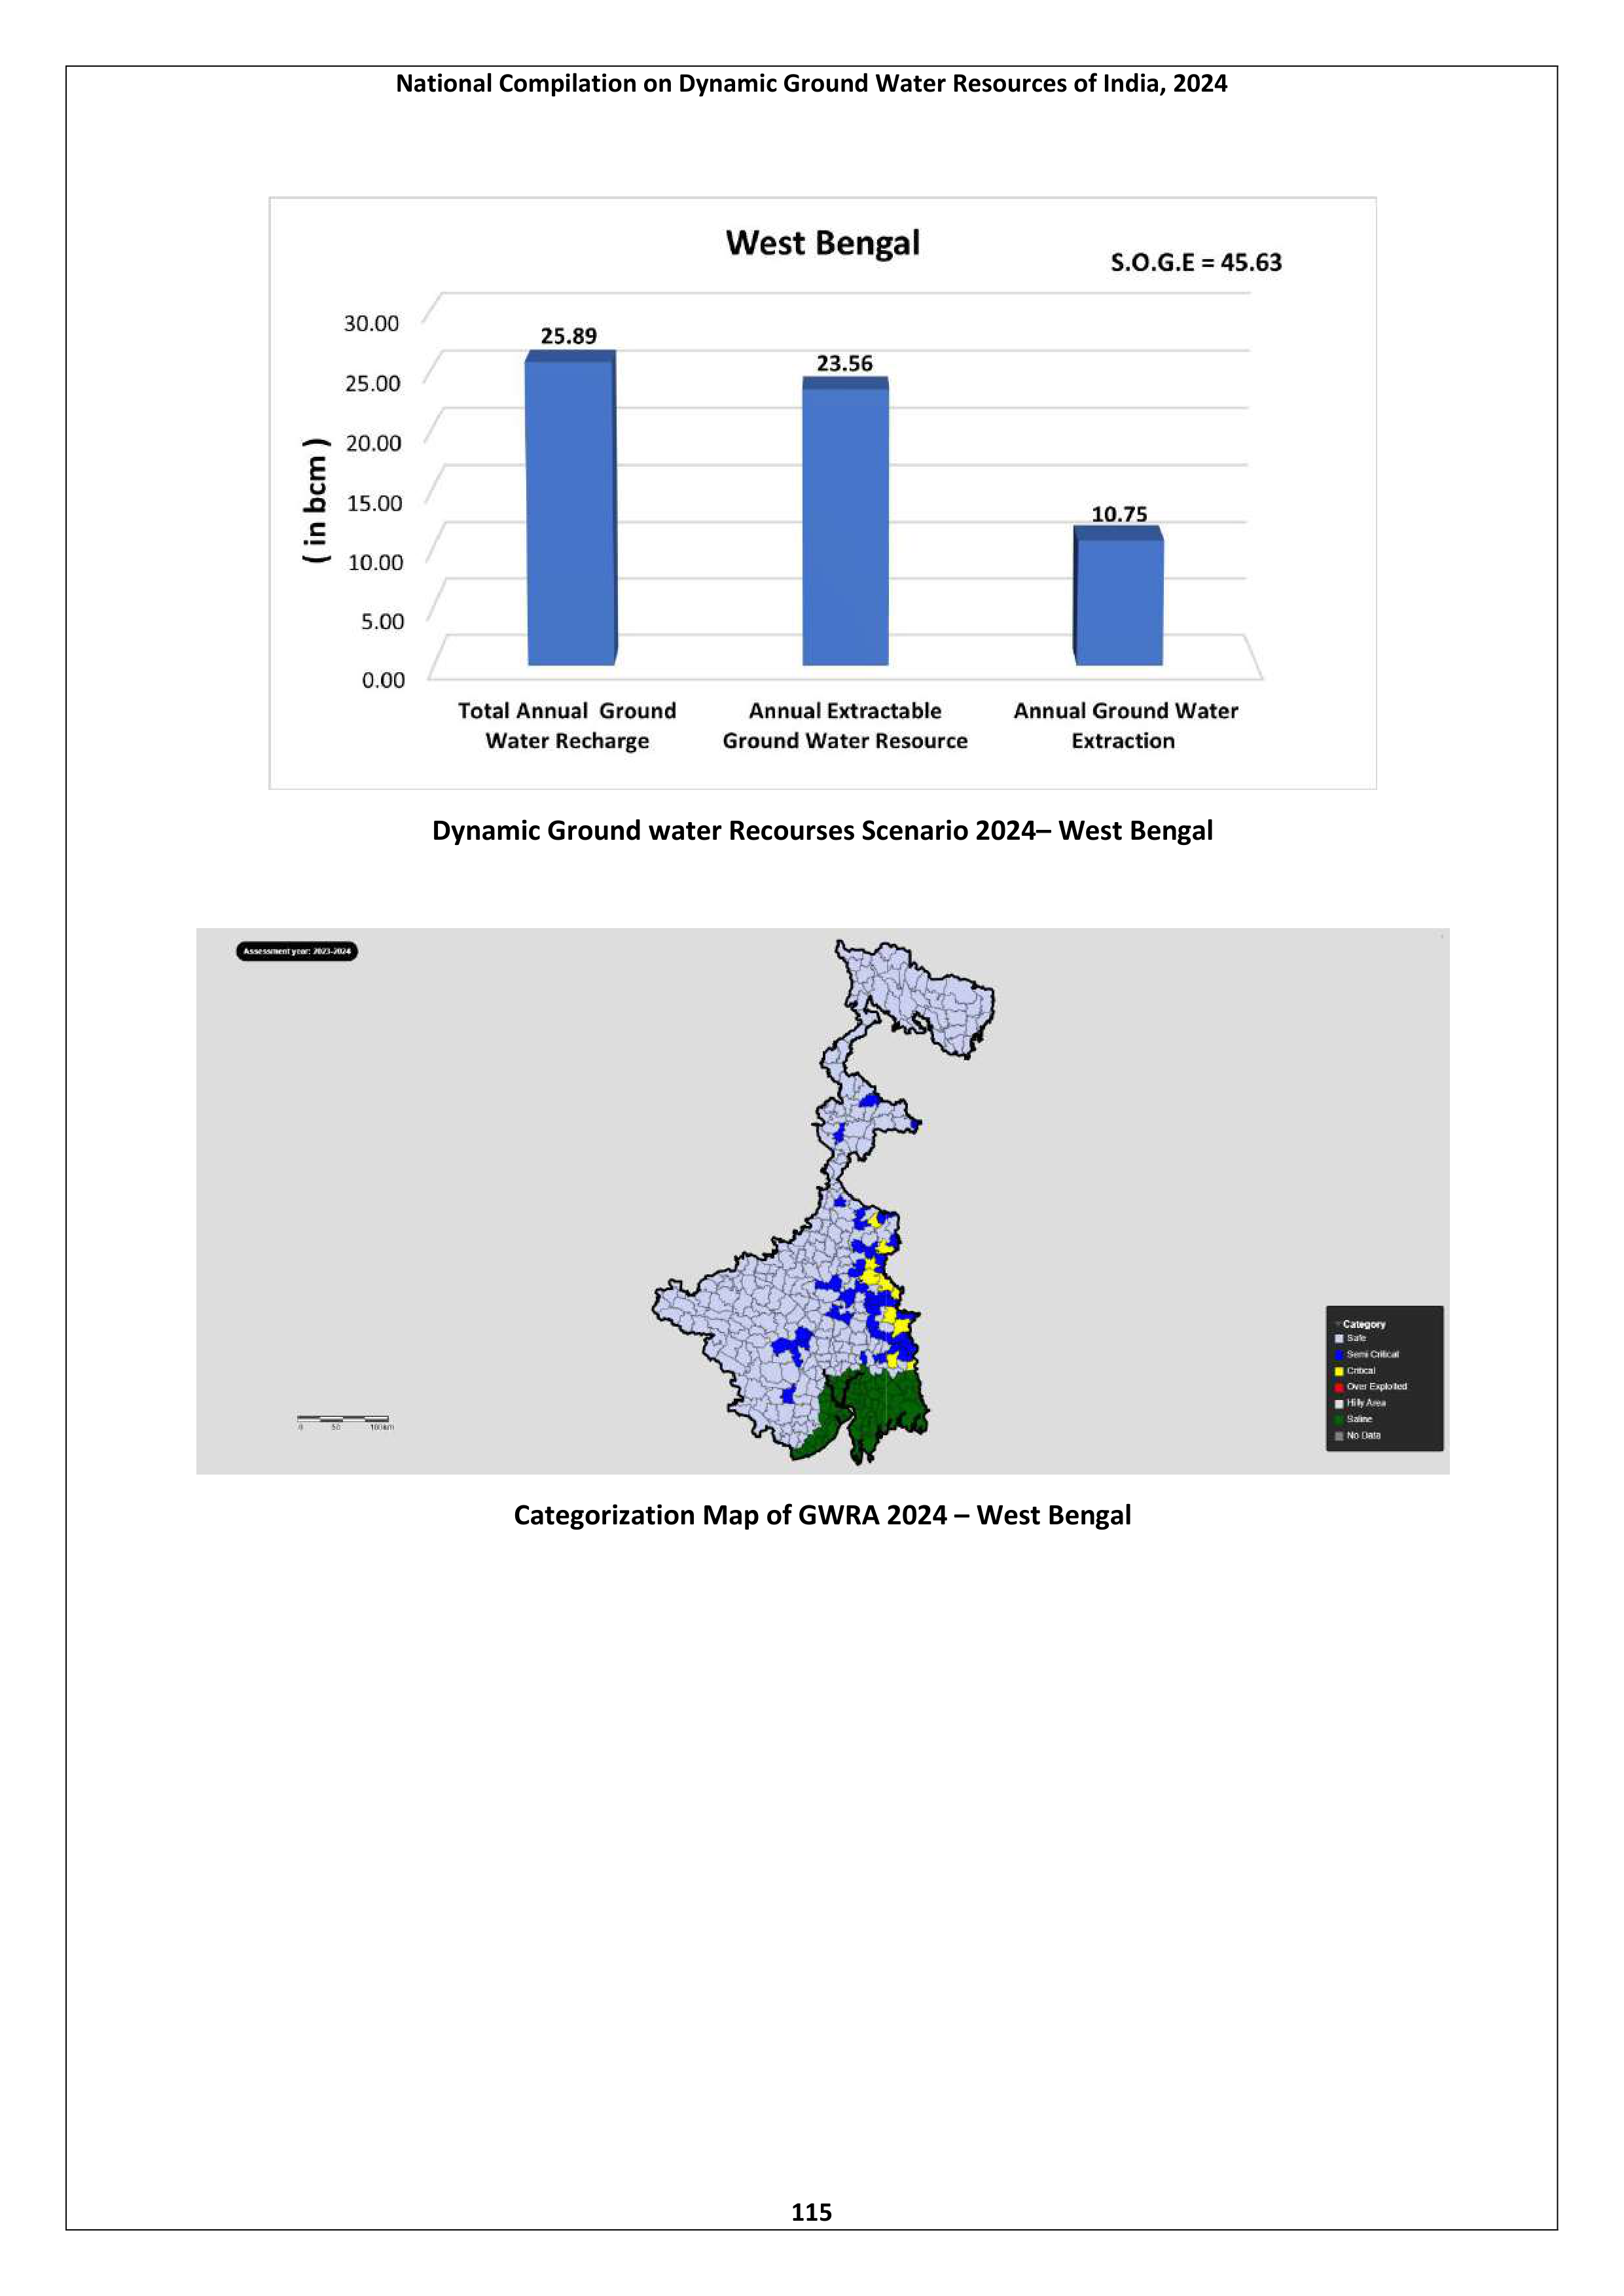 National Compilation on Dynamic Ground Water Resources of India, 2024
West Bengal
S.O.G.E = 45.63
30.00
25.00
20.00
15.00
10.00
5.00
0.00
( in bcm )
25.89
23.56
10.75
Total Annual Ground
Water Recharge
Annual Extractable
Ground Water Resource
Annual Ground Water
Extraction
Dynamic Ground water Recourses Scenario 2024– West Bengal
Assessment year: 2023-2024
Category
Safe
Semi Critical
Critical
Over Exploited
Hilly Area
Saline
No Data
0 50 100 km
Categorization Map of GWRA 2024 – West Bengal
115